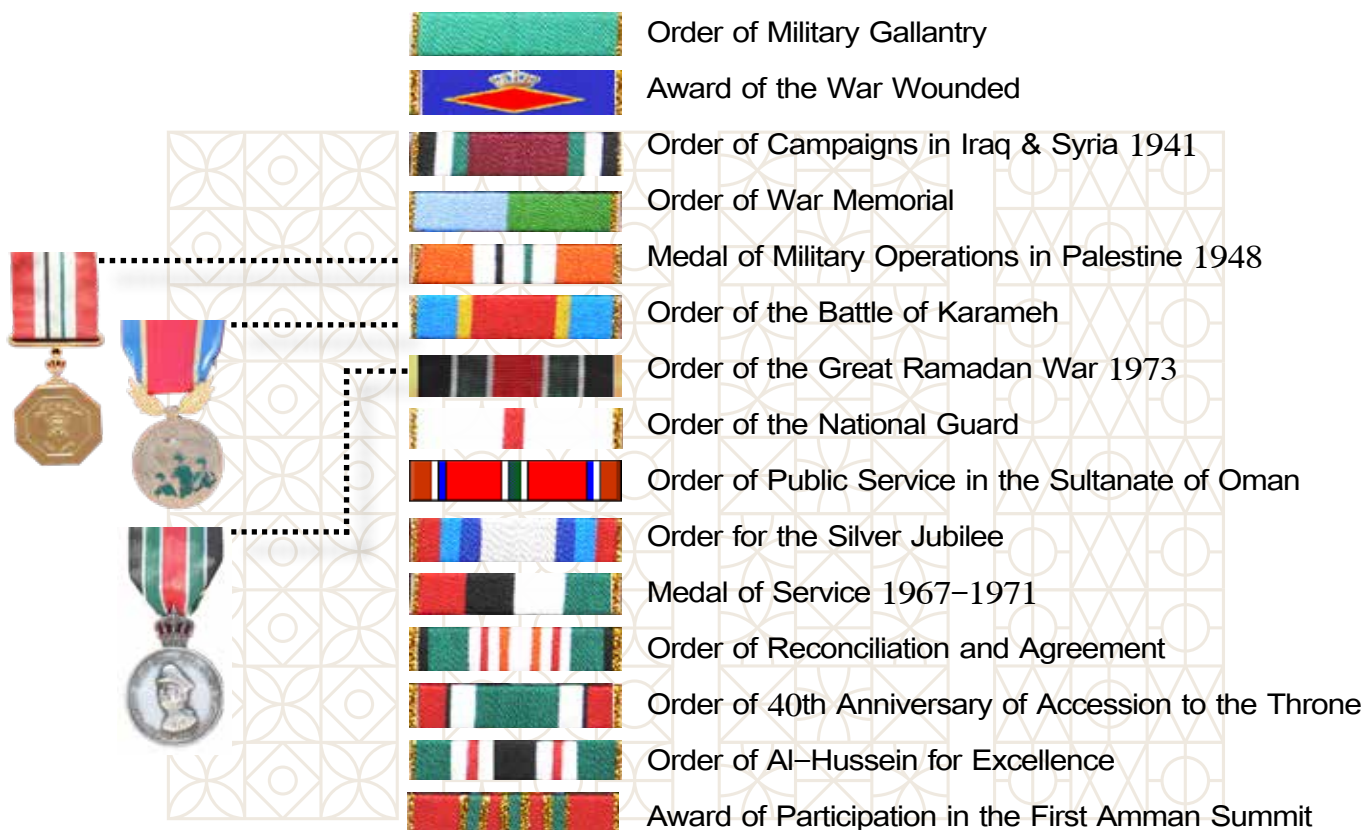 Order of Military Gallantry
Award of the War Wounded
Order of Campaigns in Iraq & Syria 1941
Order of War Memorial
Medal of Military Operations in Palestine 1948
Order of the Battle of Karameh
Order of the Great Ramadan War 1973
Order of the National Guard
Order of Public Service in the Sultanate of Oman
Order for the Silver Jubilee
Medal of Service 1967–1971
Order of Reconciliation and Agreement
Order of 40th Anniversary of Accession to the Throne
Order of Al–Hussein for Excellence
Award of Participation in the First Amman Summit